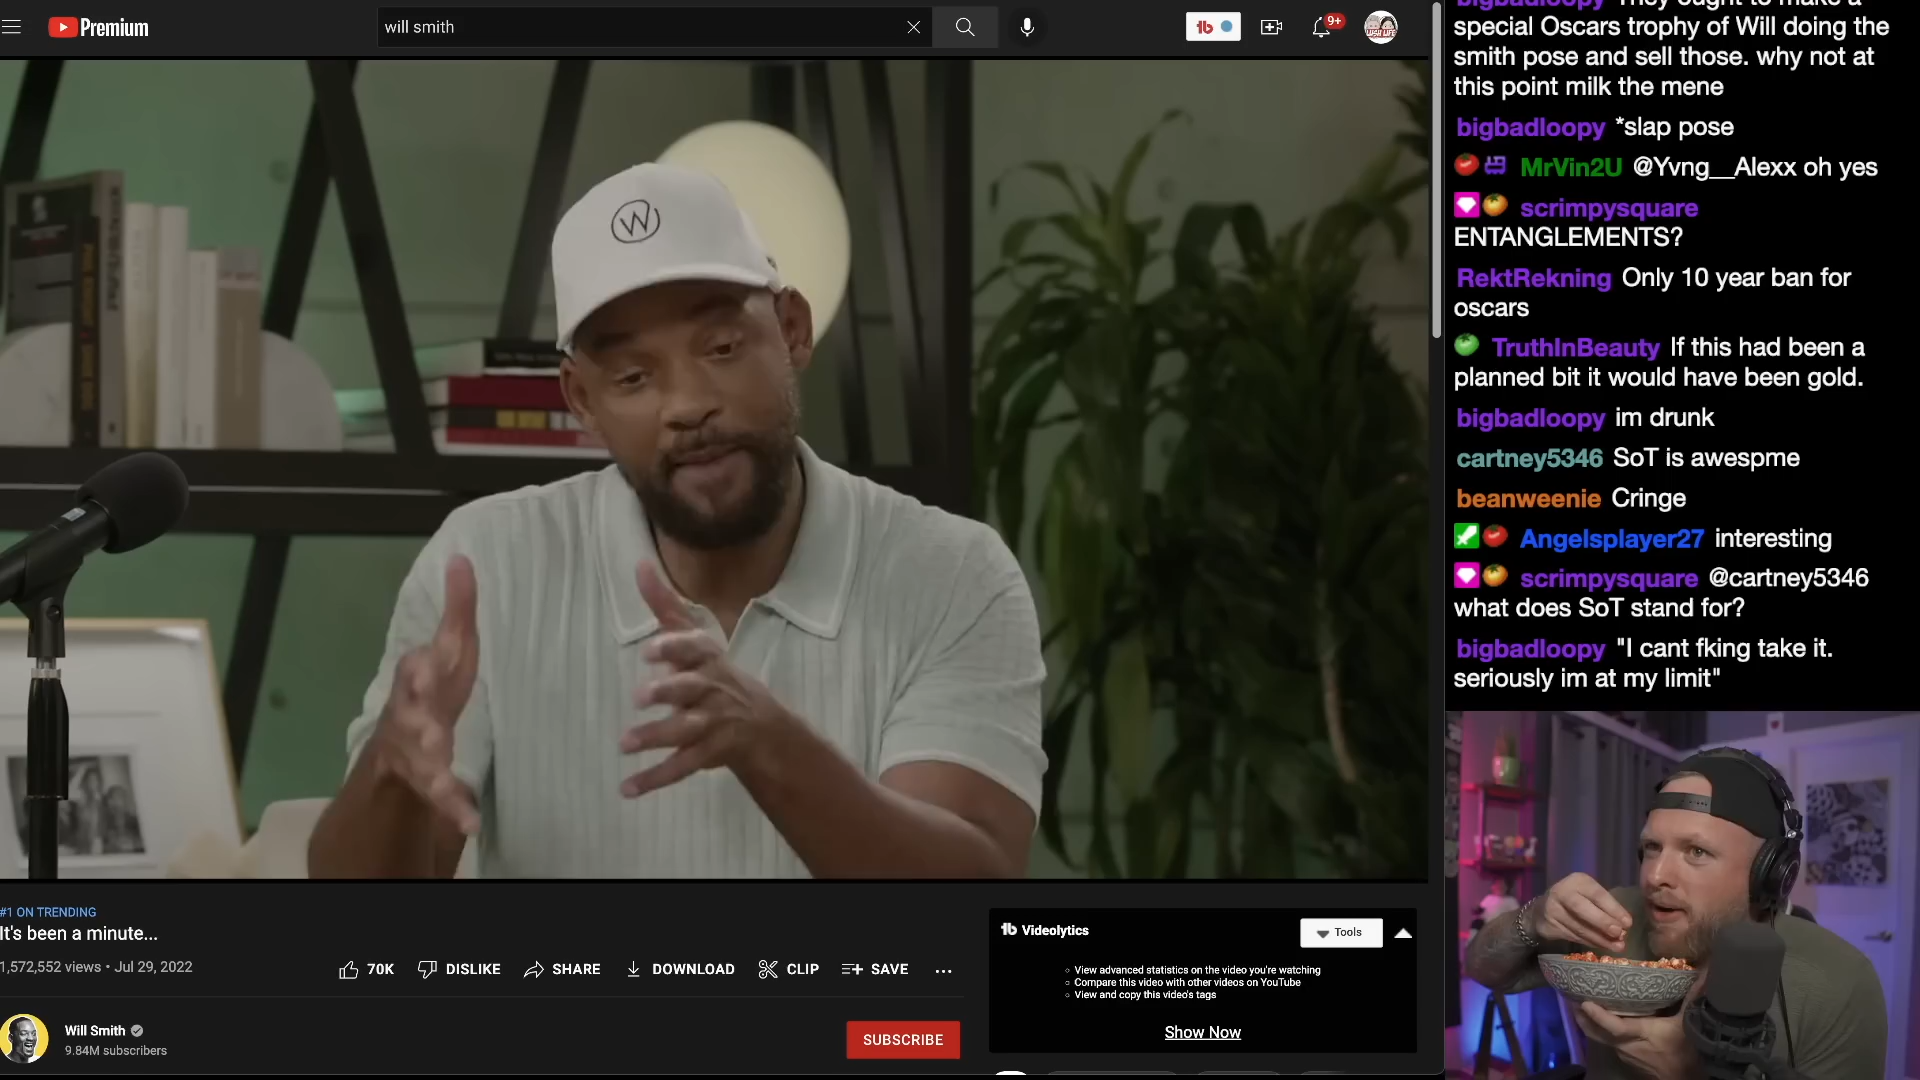 Premium
will smith
9+
special Oscars trophy of Will doing the
smith pose and sell those. why not at
this point milk the mene
bigbadloopy *slap pose
MrVin2U @Yvng__Alexx oh yes
scrimpysquare
ENTANGLEMENTS?
RektRekning Only 10 year ban for
oscars
TruthInBeauty If this had been a
planned bit it would have been gold.
bigbadloopy im drunk
cartney5346 SoT is awespme
beanweenie Cringe
Angelsplayer27 interesting
scrimpysquare @cartney5346
what does SoT stand for?
bigbadloopy "I cant fking take it.
seriously im at my limit"
W
#1 ON TRENDING
It's been a minute...
1,572,552 views • Jul 29, 2022
70K
DISLIKE
SHARE
DOWNLOAD
CLIP
SAVE
Will Smith
9.84M subscribers
SUBSCRIBE
tb Videolytics
Tools
View advanced statistics on the video you're watching
Compare this video with other videos on YouTube
View and copy this video's tags
Show Now